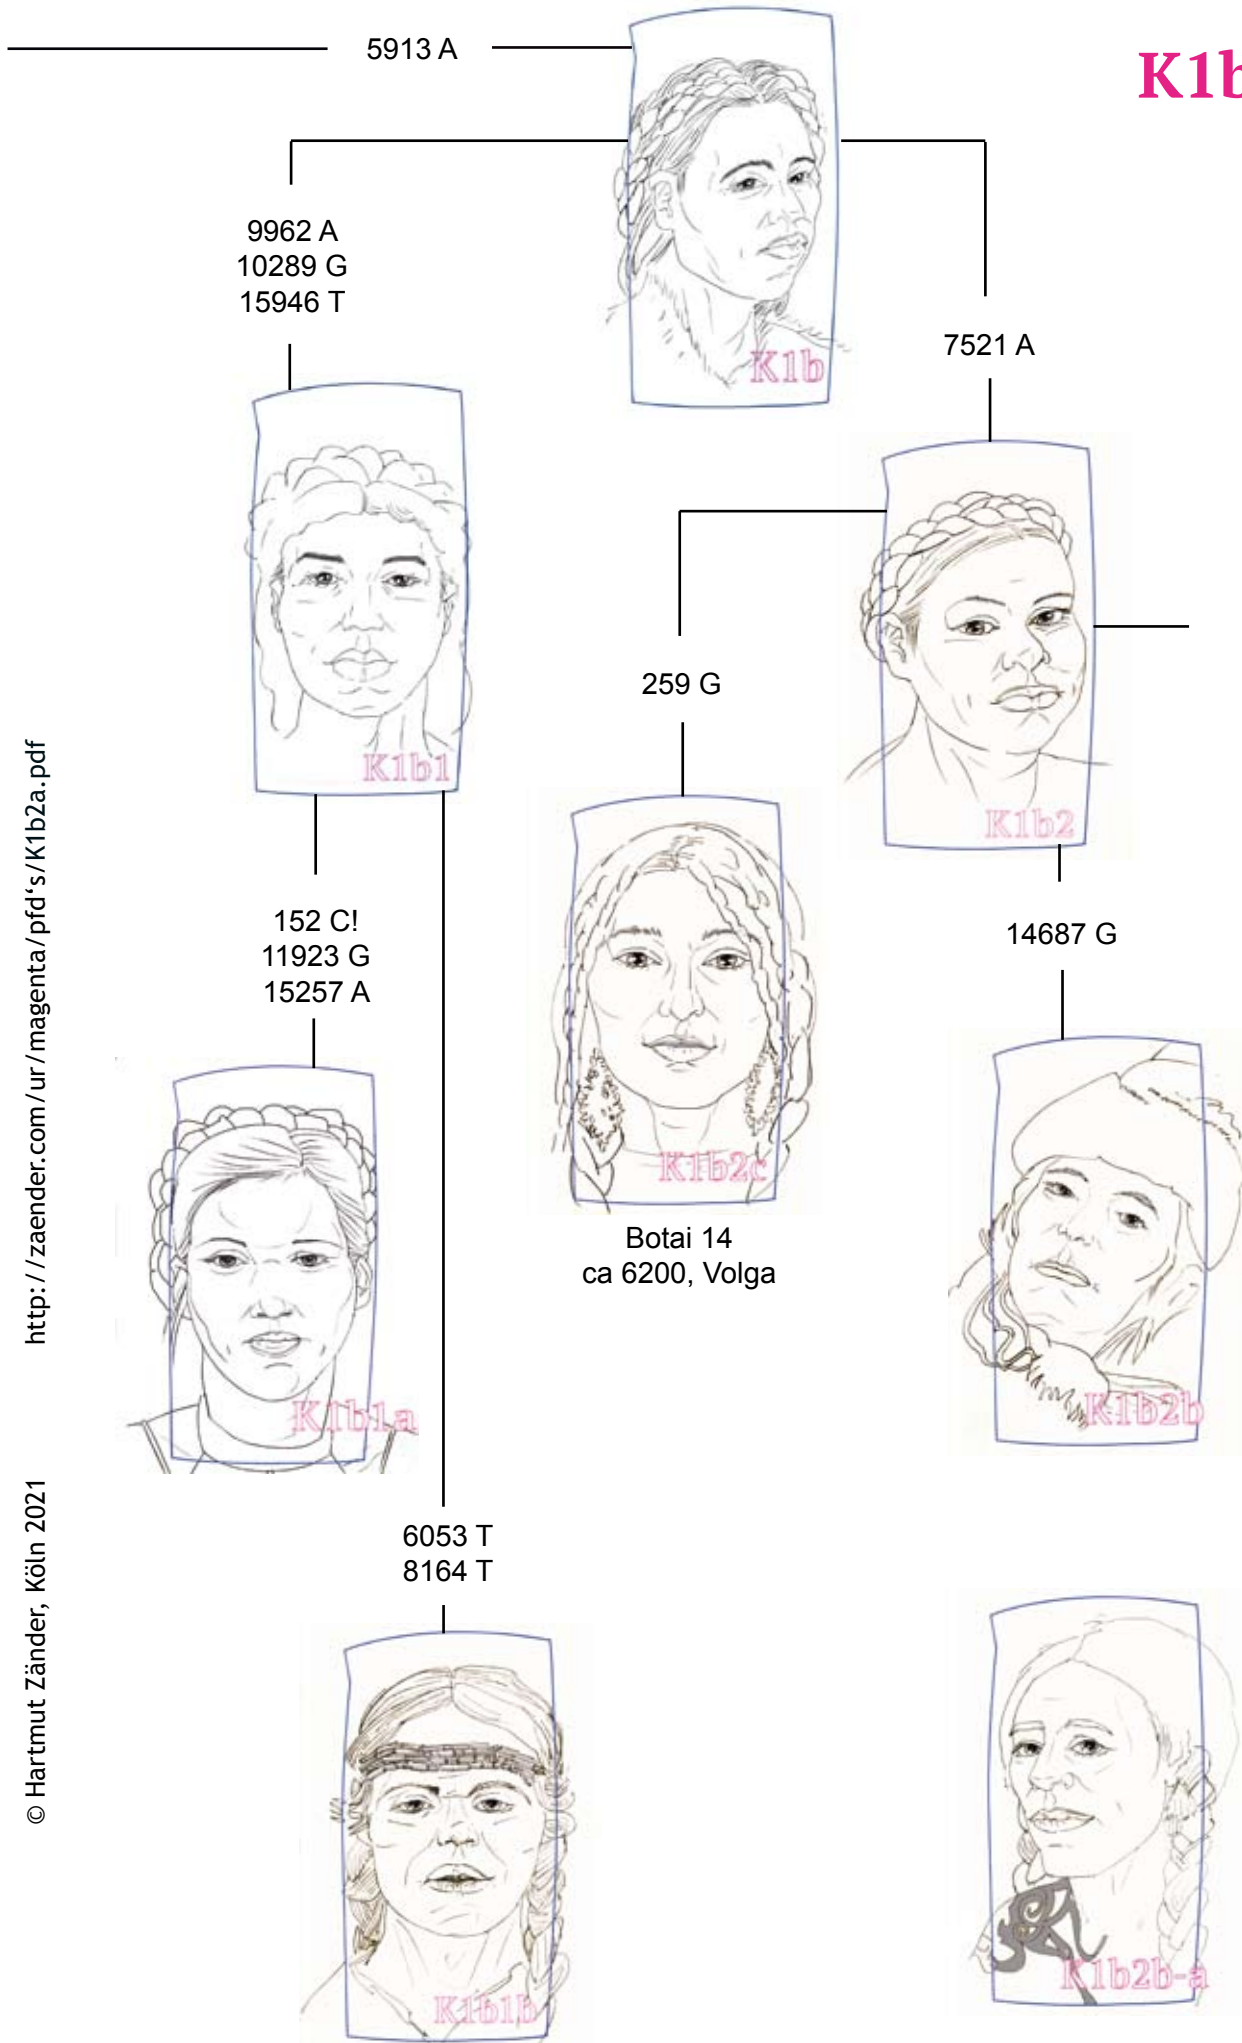 5913 A
K1b
9962 A
10289 G
15946 T
K1b
7521 A
K1b1
259 G
K1b2
152 C!
11923 G
15257 A
14687 G
K1b2c
Botai 14
ca 6200, Volga
K1b1a
K1b2b
6053 T
8164 T
K1b1b
K1b2b-a
http://zaender.com/ur/magenta/pfd‘s/K1b2a.pdf
© Hartmut Zänder, Köln 2021